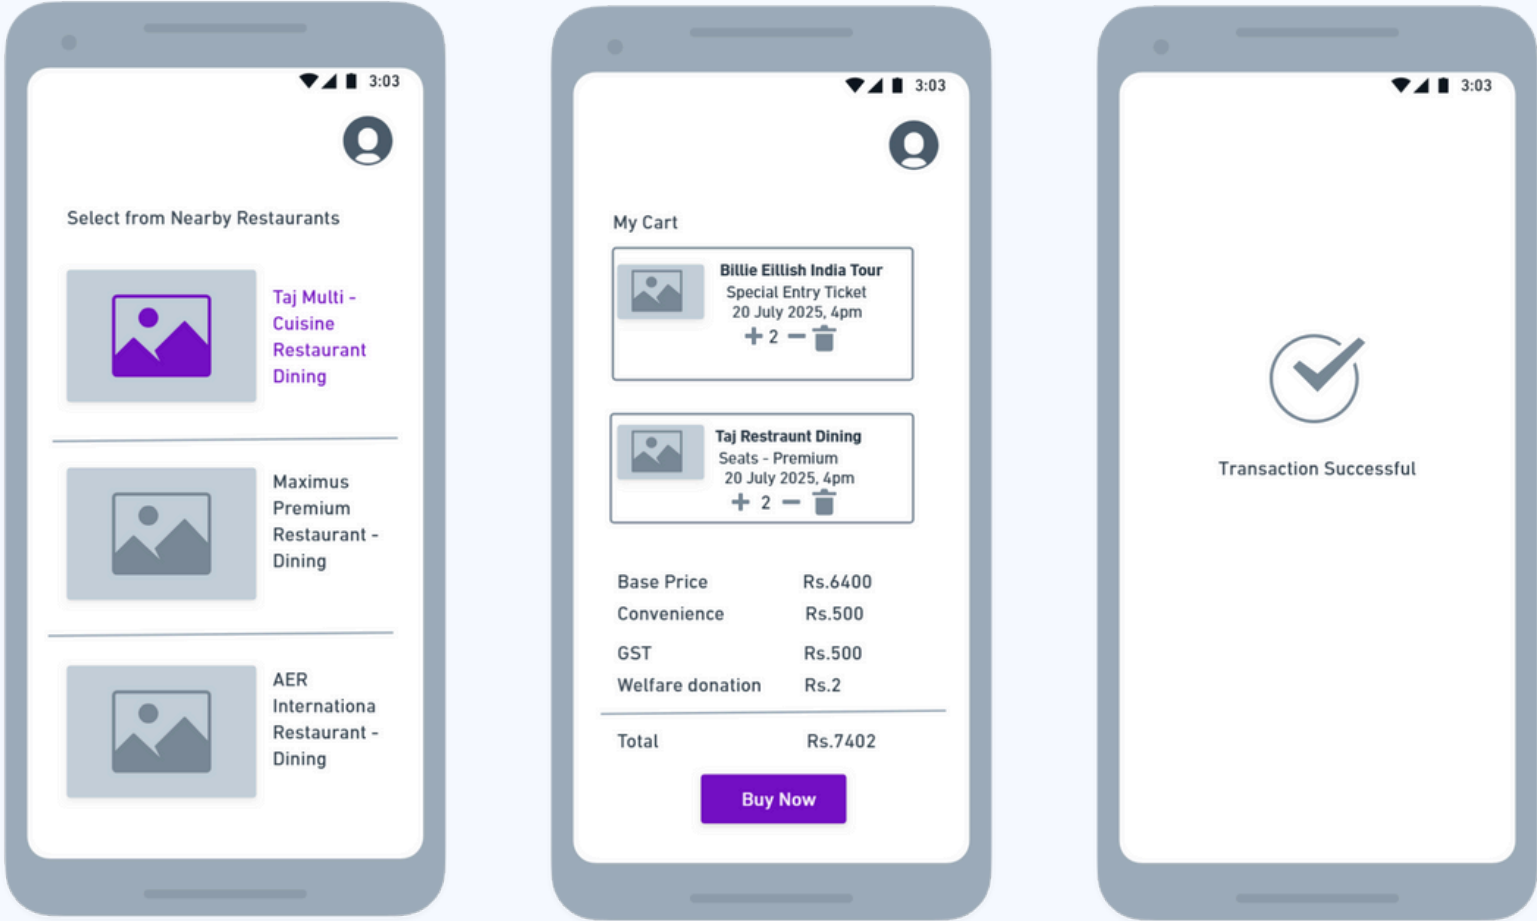 3:03
Select from Nearby Restaurants
Taj Multi -
Cuisine
Restaurant
Dining
Maximus
Premium
Restaurant -
Dining
AER
Internationa
Restaurant -
Dining
3:03
My Cart
Billie Eillish India Tour
Special Entry Ticket
20 July 2025, 4pm
+ 2 −
Taj Restraunt Dining
Seats - Premium
20 July 2025, 4pm
+ 2 −
Base Price Rs.6400
Convenience Rs.500
GST Rs.500
Welfare donation Rs.2
Total Rs.7402
Buy Now
3:03
Transaction Successful